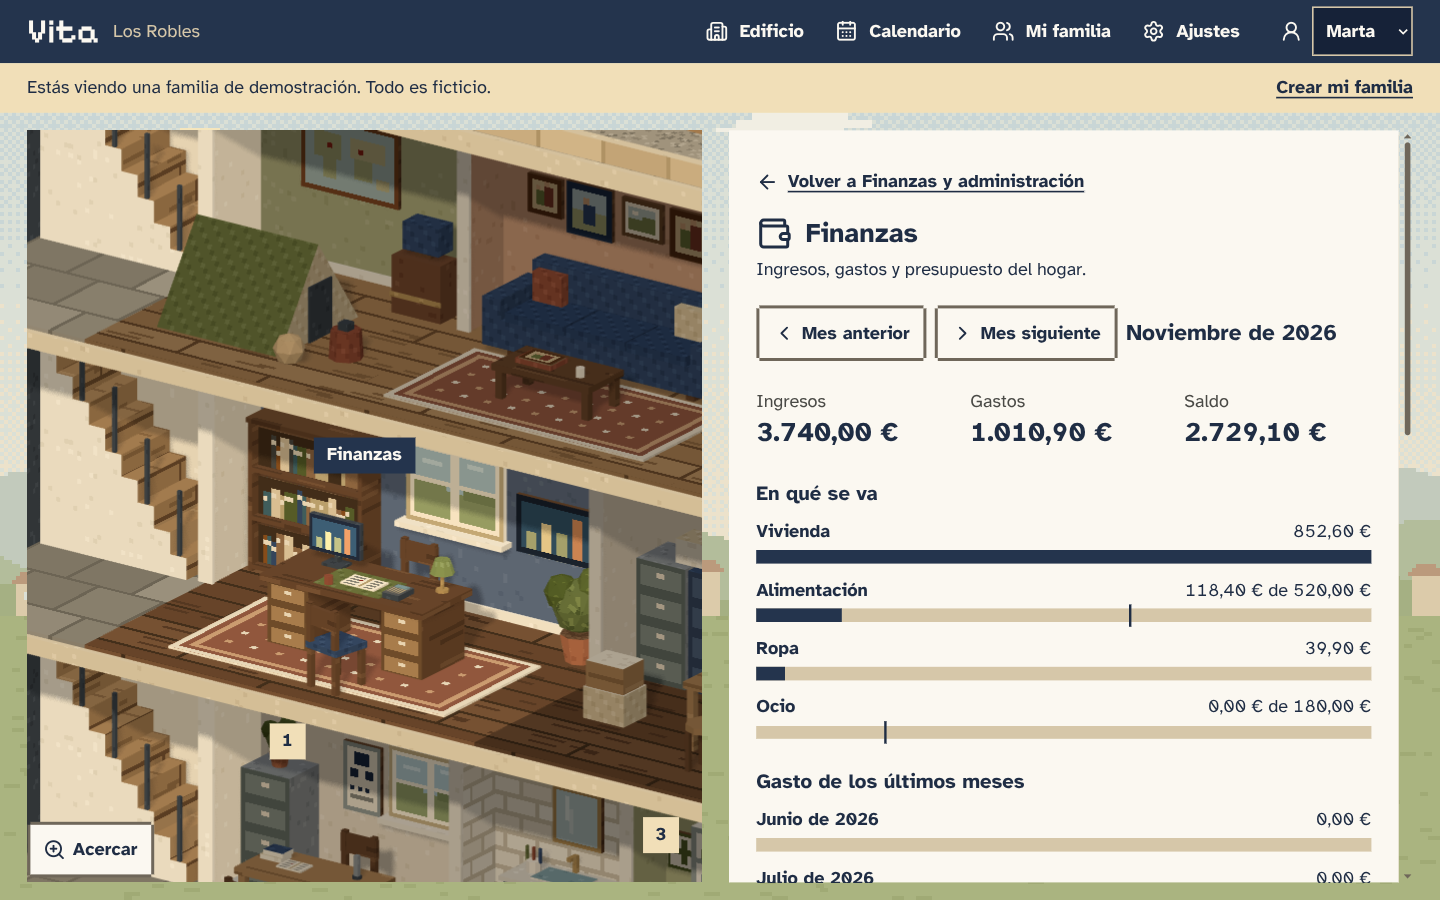 Vita Los Robles Edificio Calendario Mi familia Ajustes Marta
Estás viendo una familia de demostración. Todo es ficticio. Crear mi familia
Finanzas
1
3
Acercar
Volver a Finanzas y administración
Finanzas
Ingresos, gastos y presupuesto del hogar.
Mes anterior Mes siguiente Noviembre de 2026
Ingresos Gastos Saldo
3.740,00 € 1.010,90 € 2.729,10 €
En qué se va
Vivienda 852,60 €
Alimentación 118,40 € de 520,00 €
Ropa 39,90 €
Ocio 0,00 € de 180,00 €
Gasto de los últimos meses
Junio de 2026 0,00 €
Julio de 2026 0,00 €